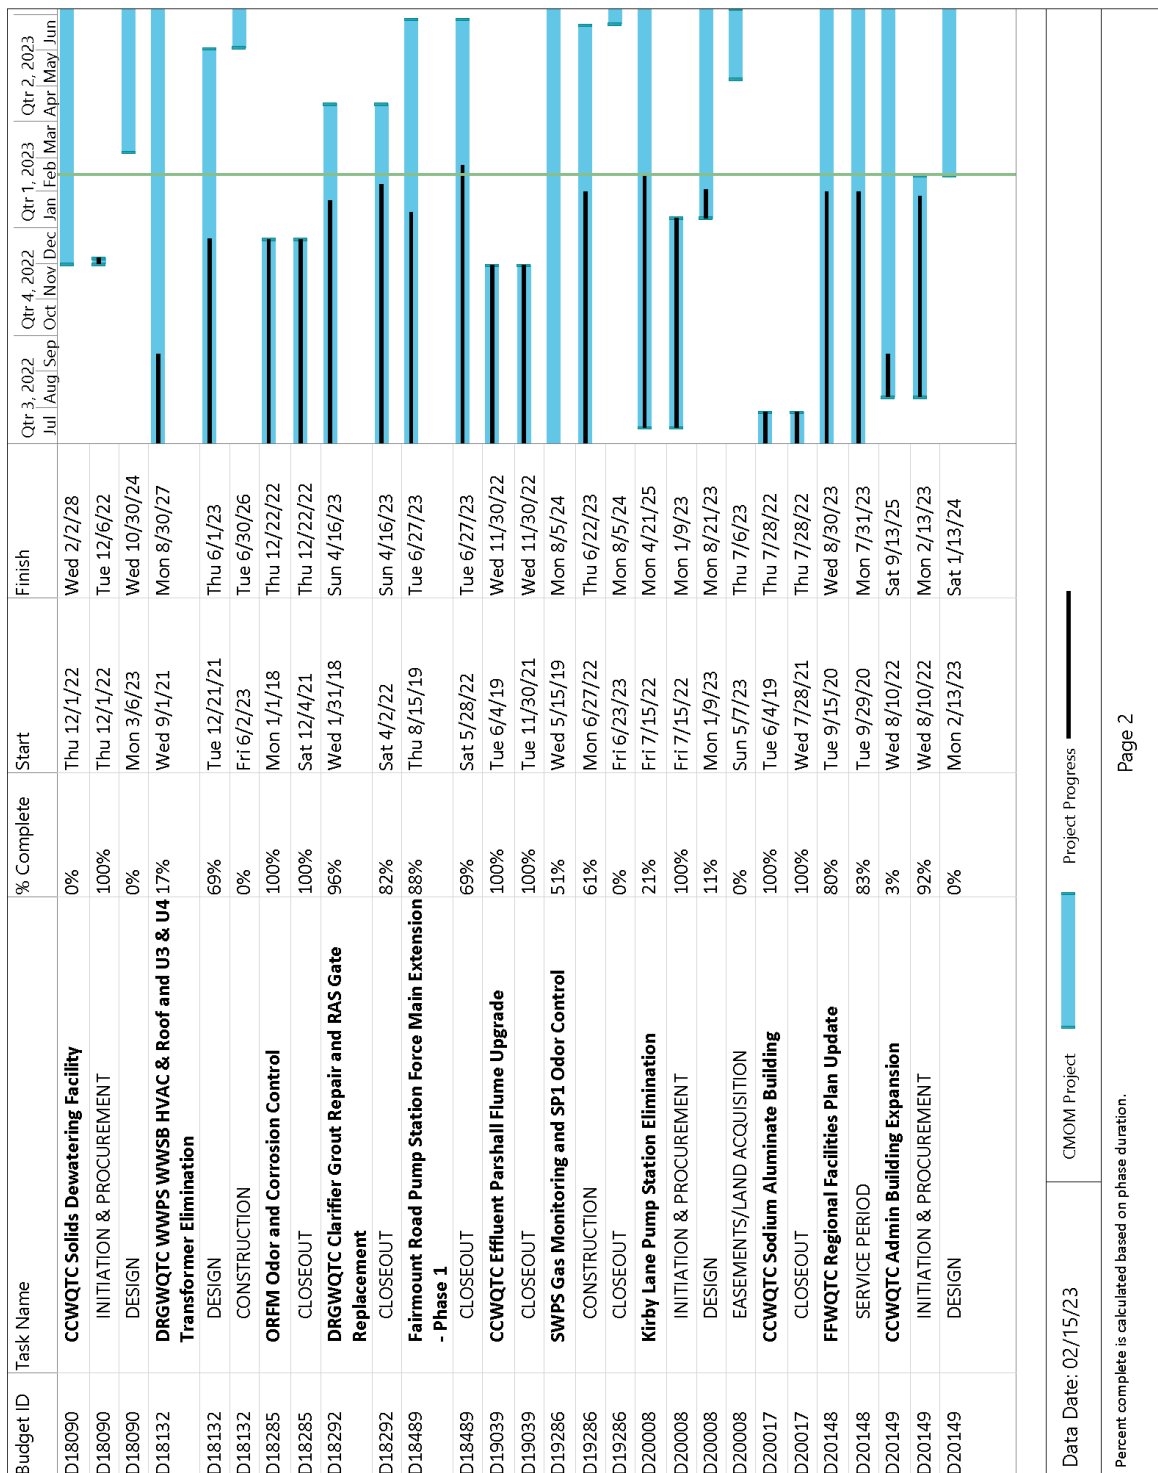 Budget ID Task Name % Complete Start Finish
Qtr 3, 2022 Qtr 4, 2022 Qtr 1, 2023 Qtr 2, 2023
Jul Aug Sep Oct Nov Dec Jan Feb Mar Apr May Jun
D18090 CCWQTC Solids Dewatering Facility 0% Thu 12/1/22 Wed 2/2/28
D18090 INITIATION & PROCUREMENT 100% Thu 12/1/22 Tue 12/6/22
D18090 DESIGN 0% Mon 3/6/23 Wed 10/30/24
D18132 DRGWQTC WWPS WWSB HVAC & Roof and U3 & U4 17% Wed 9/1/21 Mon 8/30/27
Transformer Elimination
D18132 DESIGN 69% Tue 12/21/21 Thu 6/1/23
D18132 CONSTRUCTION 0% Fri 6/2/23 Tue 6/30/26
D18285 ORFM Odor and Corrosion Control 100% Mon 1/1/18 Thu 12/22/22
D18285 CLOSEOUT 100% Sat 12/4/21 Thu 12/22/22
D18292 DRGWQTC Clarifier Grout Repair and RAS Gate 96% Wed 1/31/18 Sun 4/16/23
Replacement
D18292 CLOSEOUT 82% Sat 4/2/22 Sun 4/16/23
D18489 Fairmount Road Pump Station Force Main Extension 88% Thu 8/15/19 Tue 6/27/23
- Phase 1
D18489 CLOSEOUT 69% Sat 5/28/22 Tue 6/27/23
D19039 CCWQTC Effluent Parshall Flume Upgrade 100% Tue 6/4/19 Wed 11/30/22
D19039 CLOSEOUT 100% Tue 11/30/21 Wed 11/30/22
D19286 SWPS Gas Monitoring and SP1 Odor Control 51% Wed 5/15/19 Mon 8/5/24
D19286 CONSTRUCTION 61% Mon 6/27/22 Thu 6/22/23
D19286 CLOSEOUT 0% Fri 6/23/23 Mon 8/5/24
D20008 Kirby Lane Pump Station Elimination 21% Fri 7/15/22 Mon 4/21/25
D20008 INITIATION & PROCUREMENT 100% Fri 7/15/22 Mon 1/9/23
D20008 DESIGN 11% Mon 1/9/23 Mon 8/21/23
D20008 EASEMENTS/LAND ACQUISITION 0% Sun 5/7/23 Thu 7/6/23
D20017 CCWQTC Sodium Aluminate Building 100% Tue 6/4/19 Thu 7/28/22
D20017 CLOSEOUT 100% Wed 7/28/21 Thu 7/28/22
D20148 FFWQTC Regional Facilities Plan Update 80% Tue 9/15/20 Wed 8/30/23
D20148 SERVICE PERIOD 83% Tue 9/29/20 Mon 7/31/23
D20149 CCWQTC Admin Building Expansion 3% Wed 8/10/22 Sat 9/13/25
D20149 INITIATION & PROCUREMENT 92% Wed 8/10/22 Mon 2/13/23
D20149 DESIGN 0% Mon 2/13/23 Sat 1/13/24
Data Date: 02/15/23 CMOM Project Project Progress
Page 2
Percent complete is calculated based on phase duration.